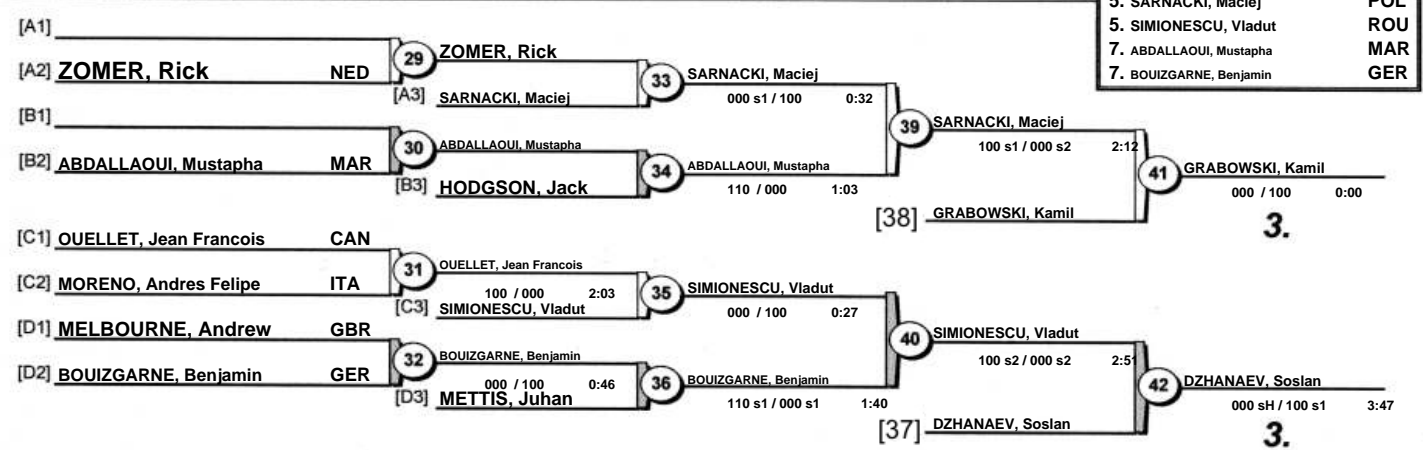 5. SARNACKI, Maciej POL
5. SIMIONESCU, Vladut ROU
7. ABDALLAOUI, Mustapha MAR
7. BOUIZGARNE, Benjamin GER
[A1]
[A2] ZOMER, Rick NED
29
ZOMER, Rick
[A3] SARNACKI, Maciej
33
SARNACKI, Maciej
000 s1 / 100 0:32
[B1]
[B2] ABDALLAOUI, Mustapha MAR
30
ABDALLAOUI, Mustapha
[B3] HODGSON, Jack
34
ABDALLAOUI, Mustapha
110 / 000 1:03
39
SARNACKI, Maciej
100 s1 / 000 s2 2:12
[38] GRABOWSKI, Kamil
41
GRABOWSKI, Kamil
000 / 100 0:00
3.
[C1] OUELLET, Jean Francois CAN
[C2] MORENO, Andres Felipe ITA
31
OUELLET, Jean Francois
100 / 000 2:03
[C3] SIMIONESCU, Vladut
35
SIMIONESCU, Vladut
000 / 100 0:27
[D1] MELBOURNE, Andrew GBR
[D2] BOUIZGARNE, Benjamin GER
32
BOUIZGARNE, Benjamin
000 / 100 0:46
[D3] METTIS, Juhan
36
BOUIZGARNE, Benjamin
110 s1 / 000 s1 1:40
40
SIMIONESCU, Vladut
100 s2 / 000 s2 2:51
[37] DZHANAEV, Soslan
42
DZHANAEV, Soslan
000 sH / 100 s1 3:47
3.